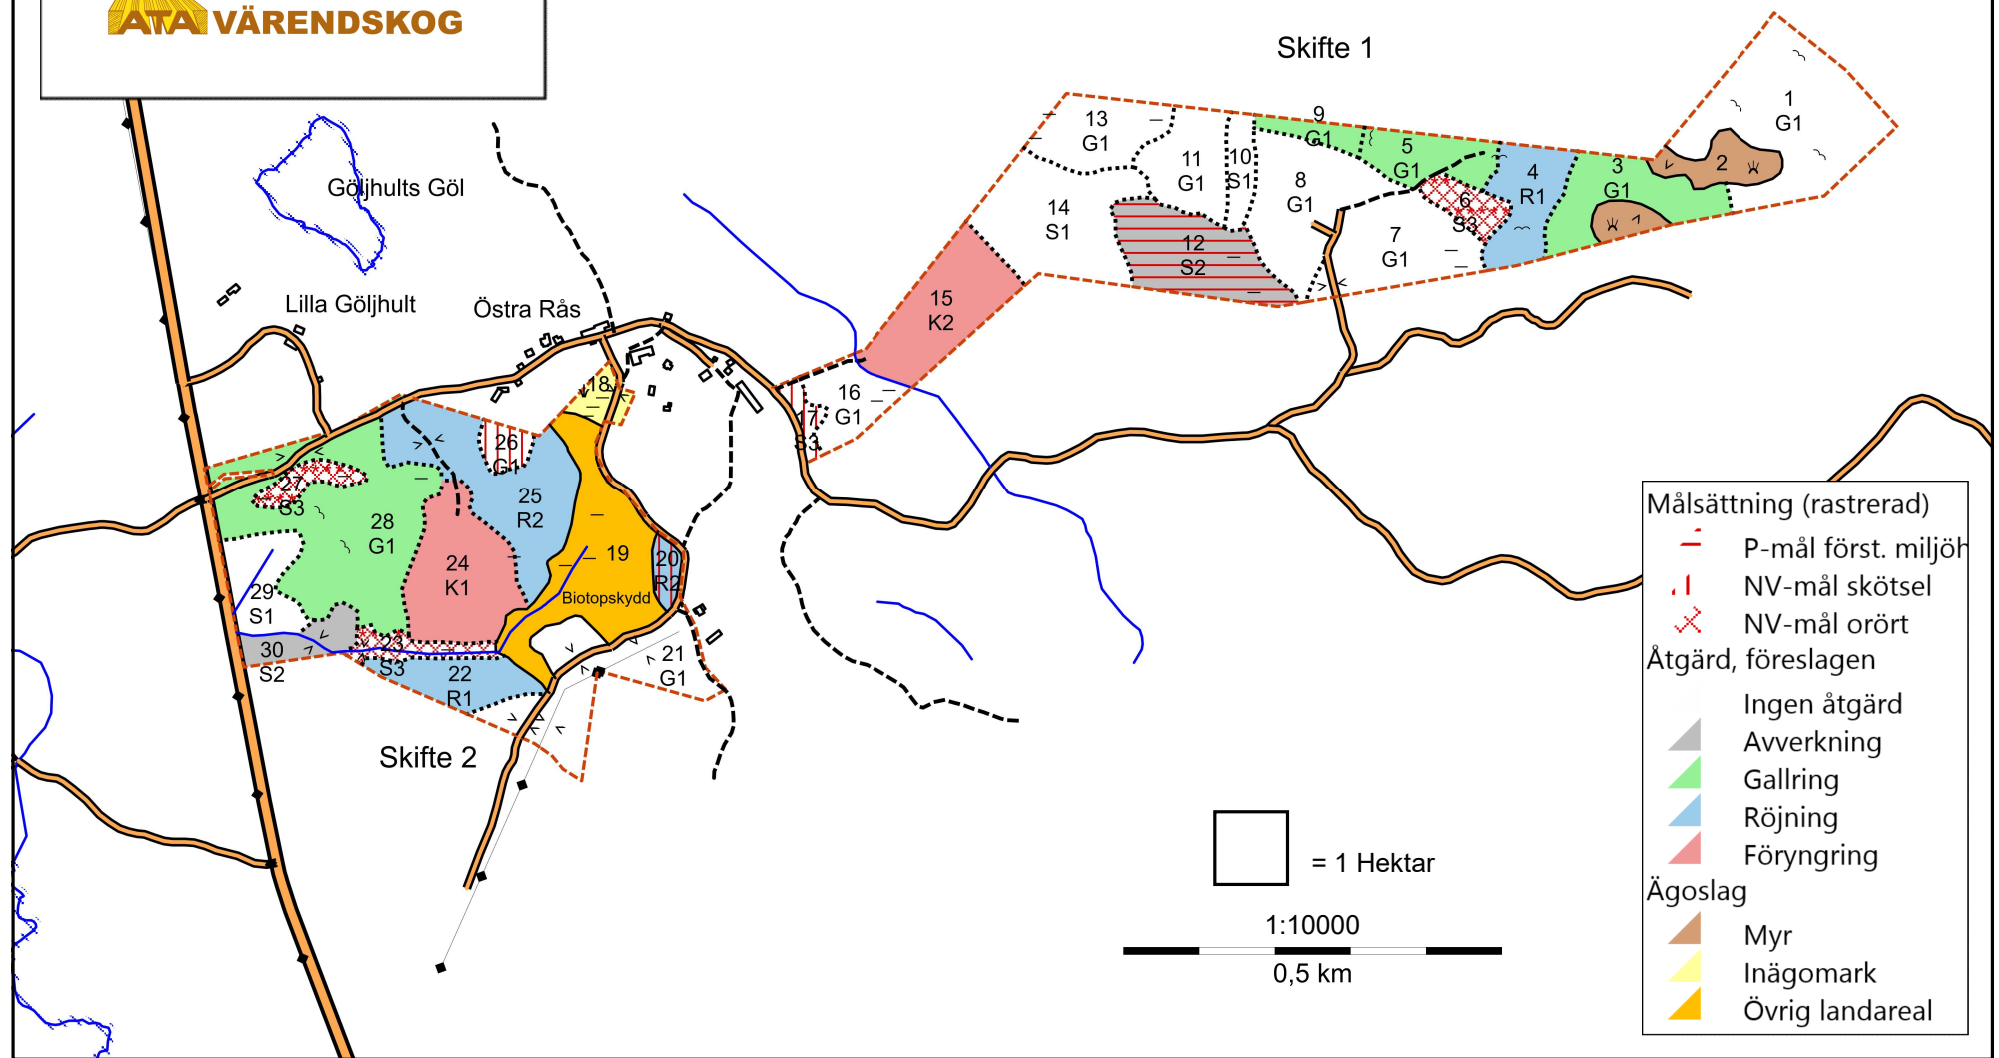 ATA VÄRENDSKOG
Skifte 1
1
G1
2
3
G1
4
R1
5
G1
6
S3
7
G1
8
G1
9
G1
10
S1
11
G1
12
S2
13
G1
14
S1
15
K2
16
G1
17
S3
Göljhults Göl
Lilla Göljhult
Östra Rås
18
19
Biotopskydd
20
R2
21
G1
22
R1
23
S3
24
K1
25
R2
26
G1
27
S3
28
G1
29
S1
30
S2
Skifte 2
= 1 Hektar
1:10000
0,5 km
Målsättning (rastrerad)
P-mål först. miljöh
NV-mål skötsel
NV-mål orört
Åtgärd, föreslagen
Ingen åtgärd
Avverkning
Gallring
Röjning
Föryngring
Ägoslag
Myr
Inägomark
Övrig landareal